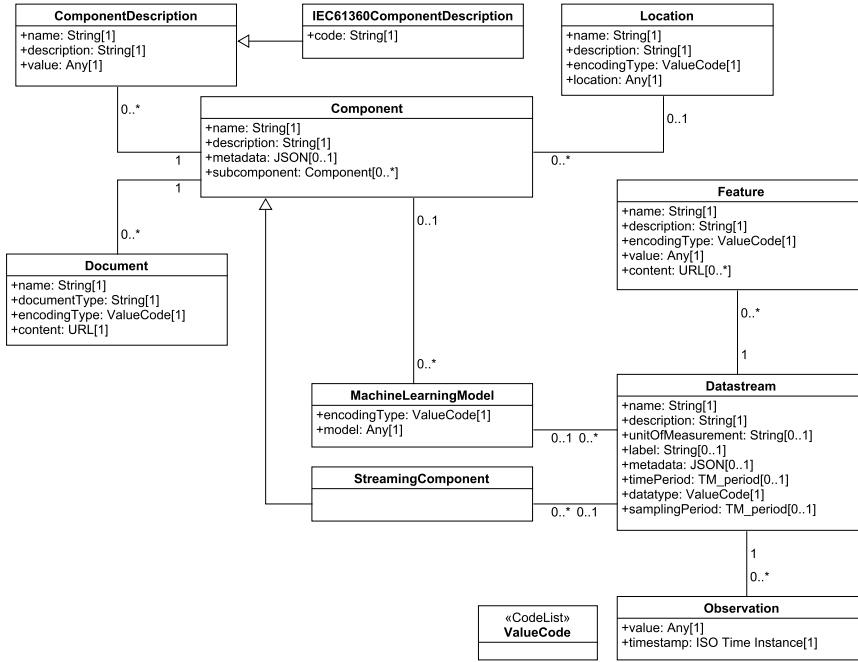 ComponentDescription
+name: String[1]
+description: String[1]
+value: Any[1]
IEC61360ComponentDescription
+code: String[1]
Location
+name: String[1]
+description: String[1]
+encodingType: ValueCode[1]
+location: Any[1]
0..*
1
0..1
0..*
Component
+name: String[1]
+description: String[1]
+metadata: JSON[0..1]
+subcomponent: Component[0..*]
1
0..*
Document
+name: String[1]
+documentType: String[1]
+encodingType: ValueCode[1]
+content: URL[1]
Feature
+name: String[1]
+description: String[1]
+encodingType: ValueCode[1]
+value: Any[1]
+content: URL[0..*]
0..1
0..*
0..*
1
MachineLearningModel
+encodingType: ValueCode[1]
+model: Any[1]
0..1 0..*
Datastream
+name: String[1]
+description: String[1]
+unitOfMeasurement: String[0..1]
+label: String[0..1]
+metadata: JSON[0..1]
+timePeriod: TM_period[0..1]
+datatype: ValueCode[1]
+samplingPeriod: TM_period[0..1]
StreamingComponent
0..* 0..1
1
0..*
«CodeList»
ValueCode
Observation
+value: Any[1]
+timestamp: ISO Time Instance[1]